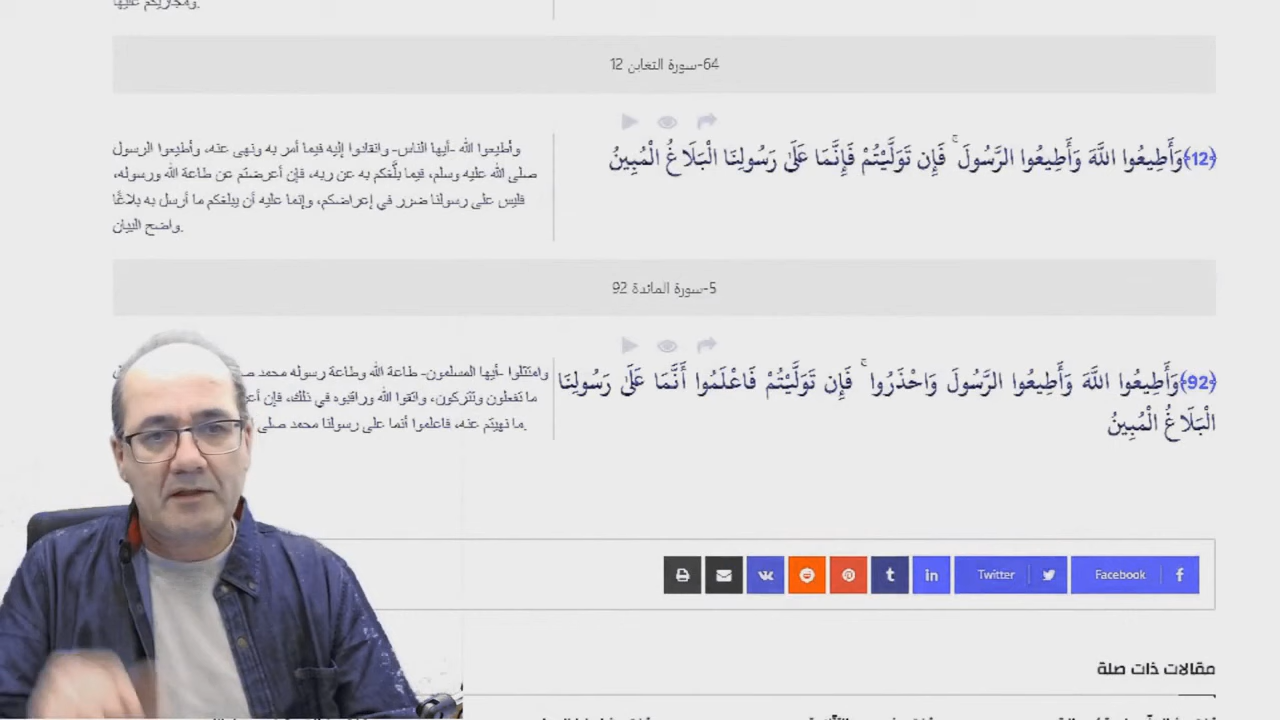 ومجازيكم عليها.
64-سورة التغابن 12
﴿12﴾وَأَطِيعُوا اللَّهَ وَأَطِيعُوا الرَّسُولَ ۚ فَإِن تَوَلَّيْتُمْ فَإِنَّمَا عَلَىٰ رَسُولِنَا الْبَلَاغُ الْمُبِينُ
وأطيعوا الله -أيها الناس- وانقادوا إليه فيما أمر به ونهى عنه، وأطيعوا الرسول
صلى الله عليه وسلم، فيما بلَّغكم به عن ربه، فإن أعرضتم عن طاعة الله ورسوله،
فليس على رسولنا ضرر في إعراضكم، وإنما عليه أن يبلغكم ما أرسل به بلاغًا
واضح البيان.
5-سورة المائدة 92
﴿92﴾وَأَطِيعُوا اللَّهَ وَأَطِيعُوا الرَّسُولَ وَاحْذَرُوا ۚ فَإِن تَوَلَّيْتُمْ فَاعْلَمُوا أَنَّمَا عَلَىٰ رَسُولِنَا
الْبَلَاغُ الْمُبِينُ
وامتثلوا -أيها المسلمون- طاعة الله وطاعة رسوله محمد
ما تفعلون وتتركون، واتقوا الله وراقبوه في ذلك، فإن
ما نهيتم عنه، فاعلموا أنما على رسولنا محمد صلى.
Facebook
Twitter
مقالات ذات صلة